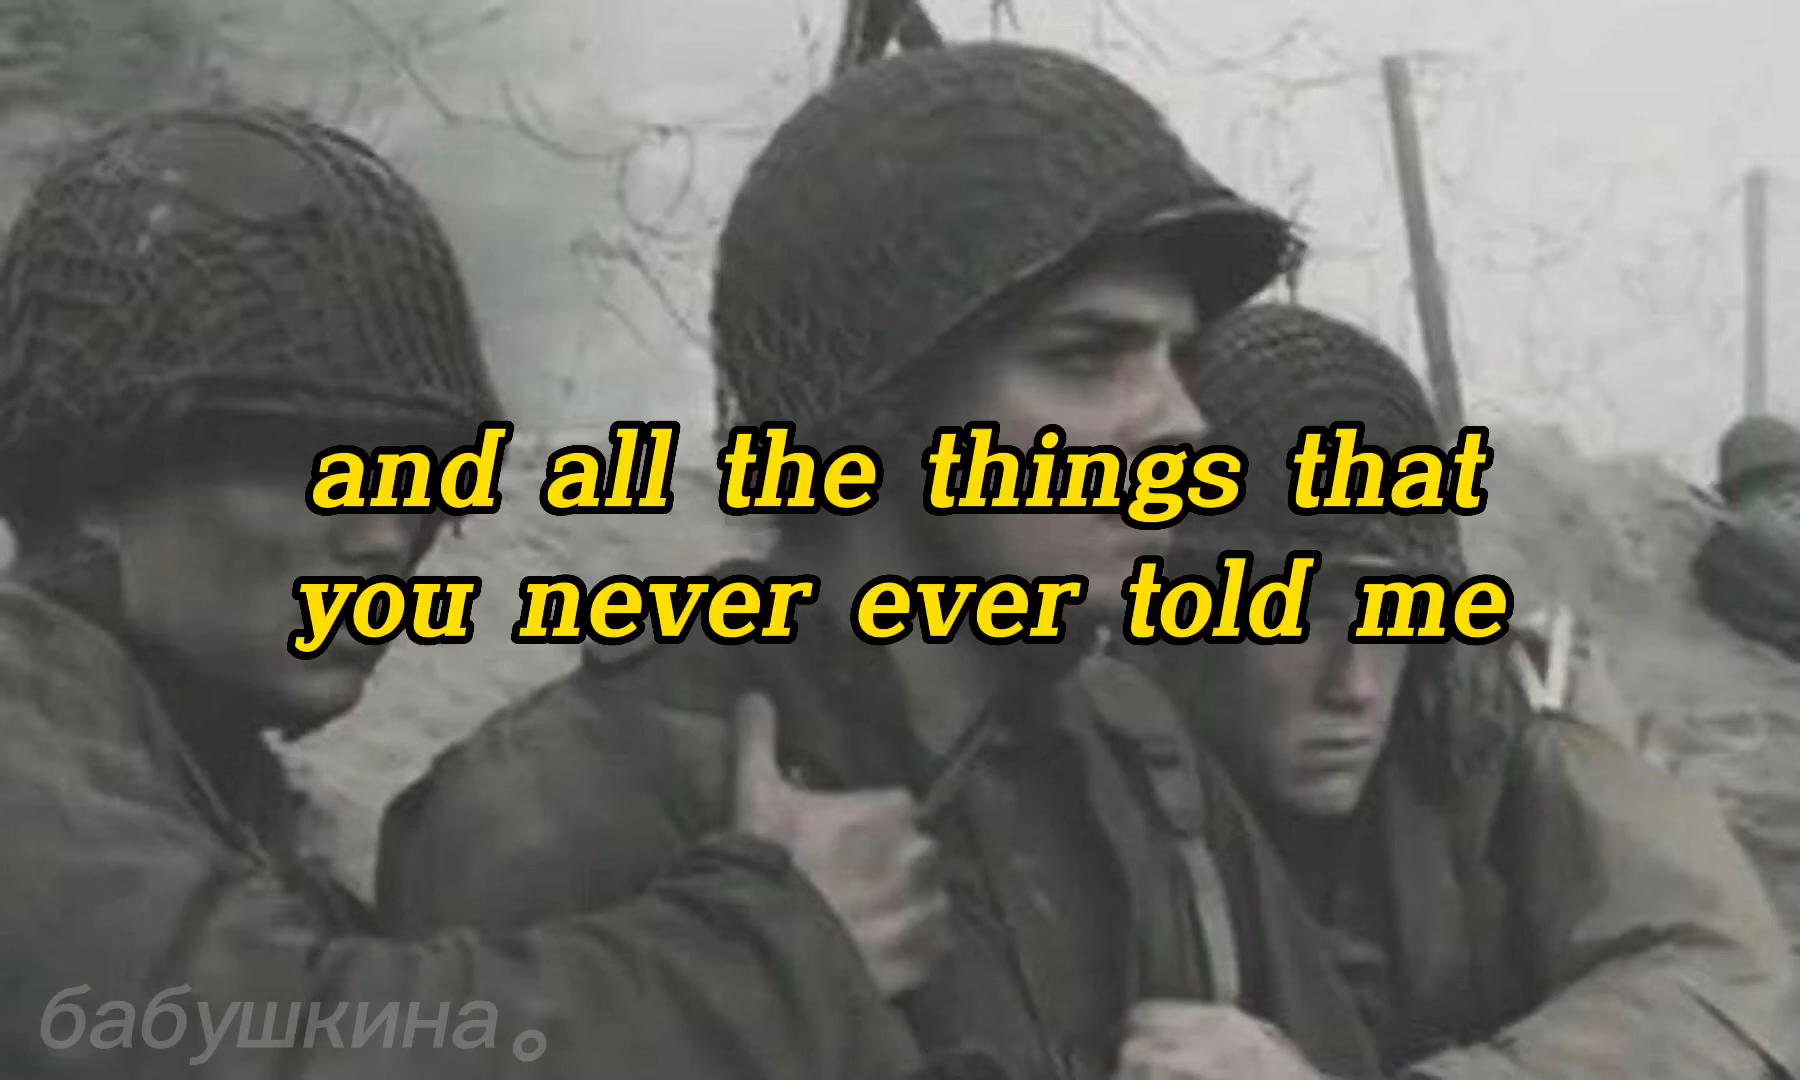 and all the things that
you never ever told me
бабушкина。